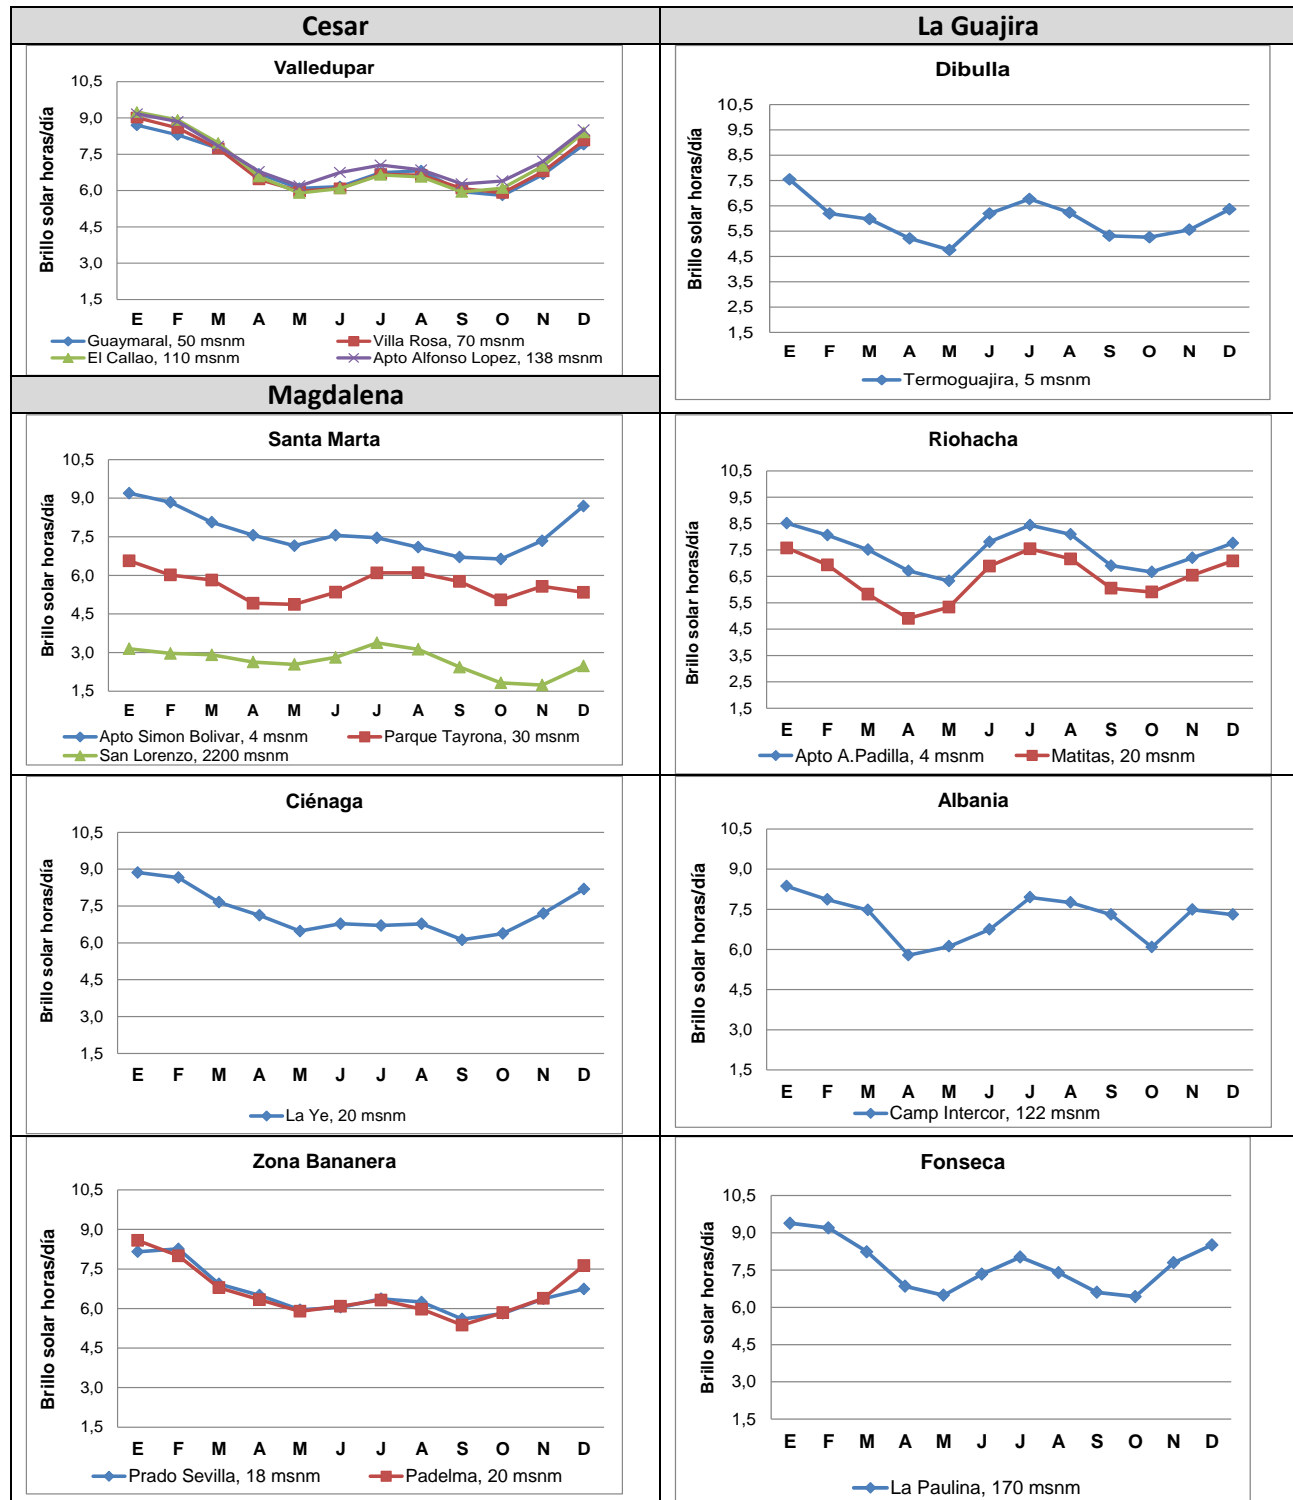 Cesar
La Guajira
Valledupar
Brillo solar horas/día
10,5
9,0
7,5
6,0
4,5
3,0
1,5
E F M A M J J A S O N D
Guaymaral, 50 msnm Villa Rosa, 70 msnm
El Callao, 110 msnm Apto Alfonso Lopez, 138 msnm
Dibulla
Brillo solar horas/día
10,5
9,5
8,5
7,5
6,5
5,5
4,5
3,5
2,5
1,5
E F M A M J J A S O N D
Termoguajira, 5 msnm
Magdalena
Santa Marta
Brillo solar horas/día
10,5
9,0
7,5
6,0
4,5
3,0
1,5
E F M A M J J A S O N D
Apto Simon Bolivar, 4 msnm Parque Tayrona, 30 msnm
San Lorenzo, 2200 msnm
Riohacha
Brillo solar horas/día
10,5
9,5
8,5
7,5
6,5
5,5
4,5
3,5
2,5
1,5
E F M A M J J A S O N D
Apto A.Padilla, 4 msnm Matitas, 20 msnm
Ciénaga
Brillo solar horas/día
10,5
9,0
7,5
6,0
4,5
3,0
1,5
E F M A M J J A S O N D
La Ye, 20 msnm
Albania
Brillo solar horas/día
10,5
9,0
7,5
6,0
4,5
3,0
1,5
E F M A M J J A S O N D
Camp Intercor, 122 msnm
Zona Bananera
Brillo solar horas/día
10,5
9,0
7,5
6,0
4,5
3,0
1,5
E F M A M J J A S O N D
Prado Sevilla, 18 msnm Padelma, 20 msnm
Fonseca
Brillo solar horas/día
10,5
9,0
7,5
6,0
4,5
3,0
1,5
E F M A M J J A S O N D
La Paulina, 170 msnm